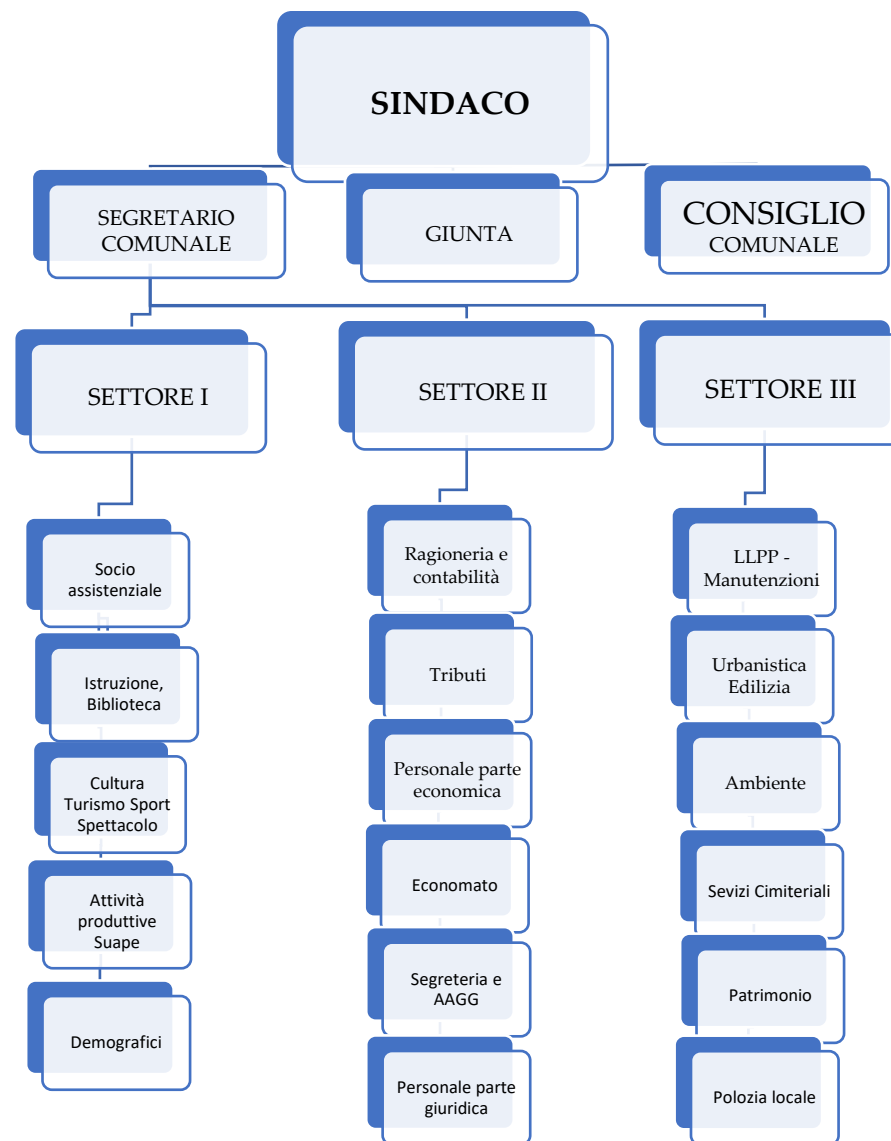 SINDACO
SEGRETARIO
COMUNALE
GIUNTA
CONSIGLIO
COMUNALE
SETTORE I
SETTORE II
SETTORE III
Socio
assistenziale
Istruzione,
Biblioteca
Cultura
Turismo Sport
Spettacolo
Attività
produttive
Suape
Demografici
Ragioneria e
contabilità
Tributi
Personale parte
economica
Economato
Segreteria e
AAGG
Personale parte
giuridica
LLPP -
Manutenzioni
Urbanistica
Edilizia
Ambiente
Sevizi Cimiteriali
Patrimonio
Polozia locale